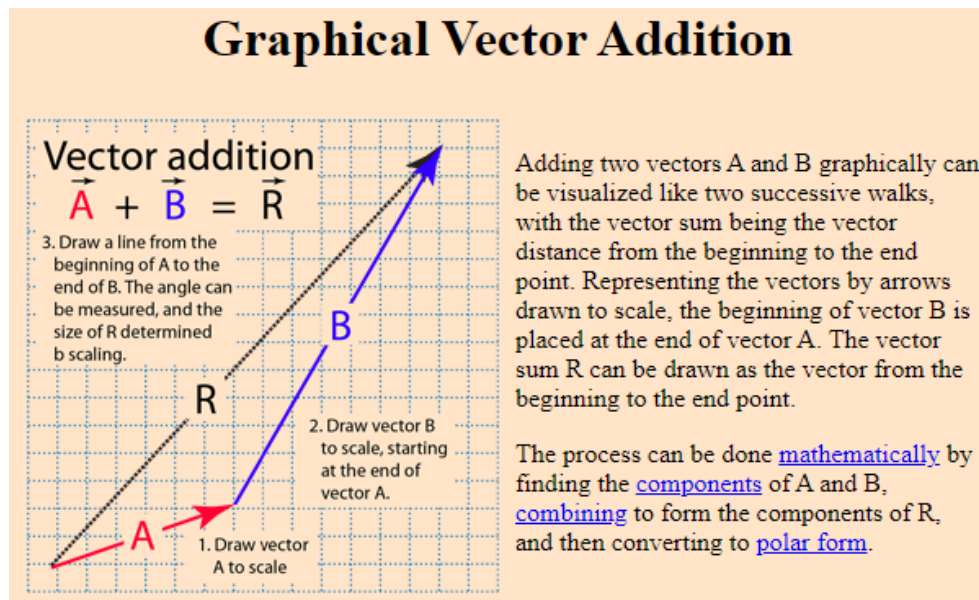 Graphical Vector Addition
Vector addition
A + B = R
3. Draw a line from the
beginning of A to the
end of B. The angle can
be measured, and the
size of R determined
b scaling.
R
B
A
2. Draw vector B
to scale, starting
at the end of
vector A.
1. Draw vector
A to scale
Adding two vectors A and B graphically can
be visualized like two successive walks,
with the vector sum being the vector
distance from the beginning to the end
point. Representing the vectors by arrows
drawn to scale, the beginning of vector B is
placed at the end of vector A. The vector
sum R can be drawn as the vector from the
beginning to the end point.
The process can be done mathematically by
finding the components of A and B,
combining to form the components of R,
and then converting to polar form.